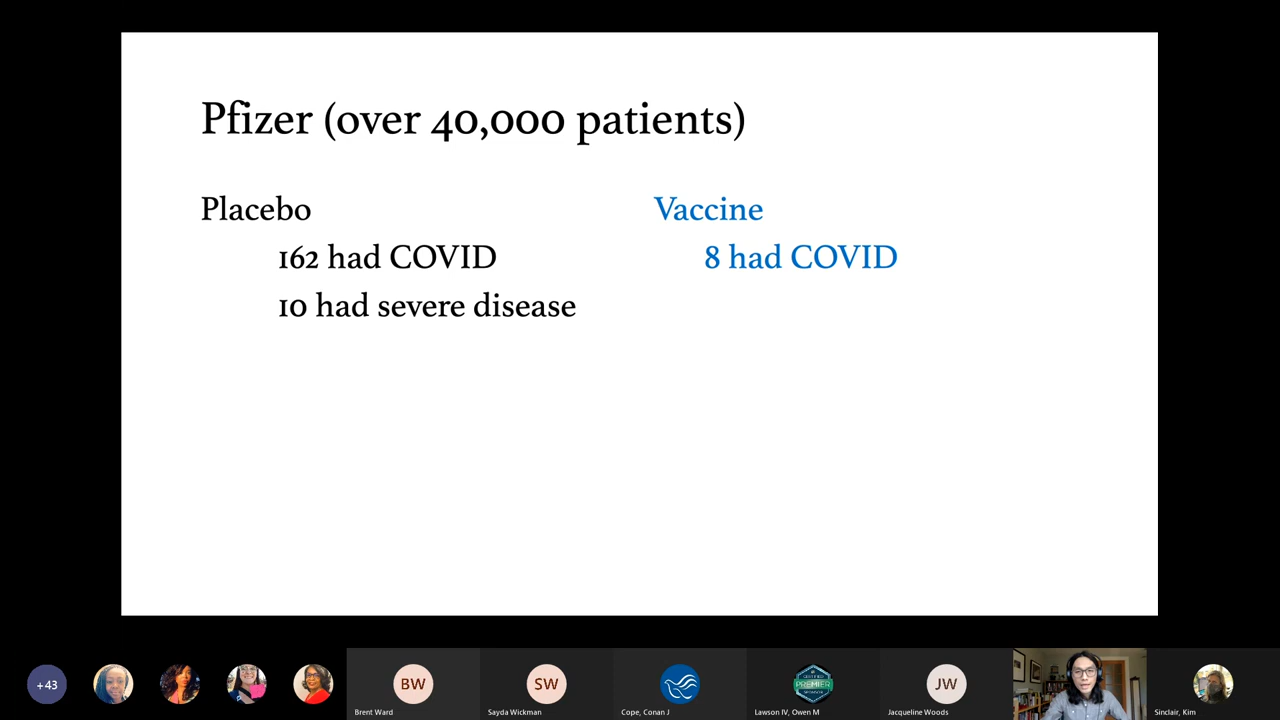 Pfizer (over 40,000 patients)
Placebo
162 had COVID
10 had severe disease
Vaccine
8 had COVID
+43
BW
Brent Ward
SW
Sayda Wickman
Cope, Conan J
PREMIER
Lawson IV, Owen M
JW
Jacqueline Woods
Sinclair, Kim